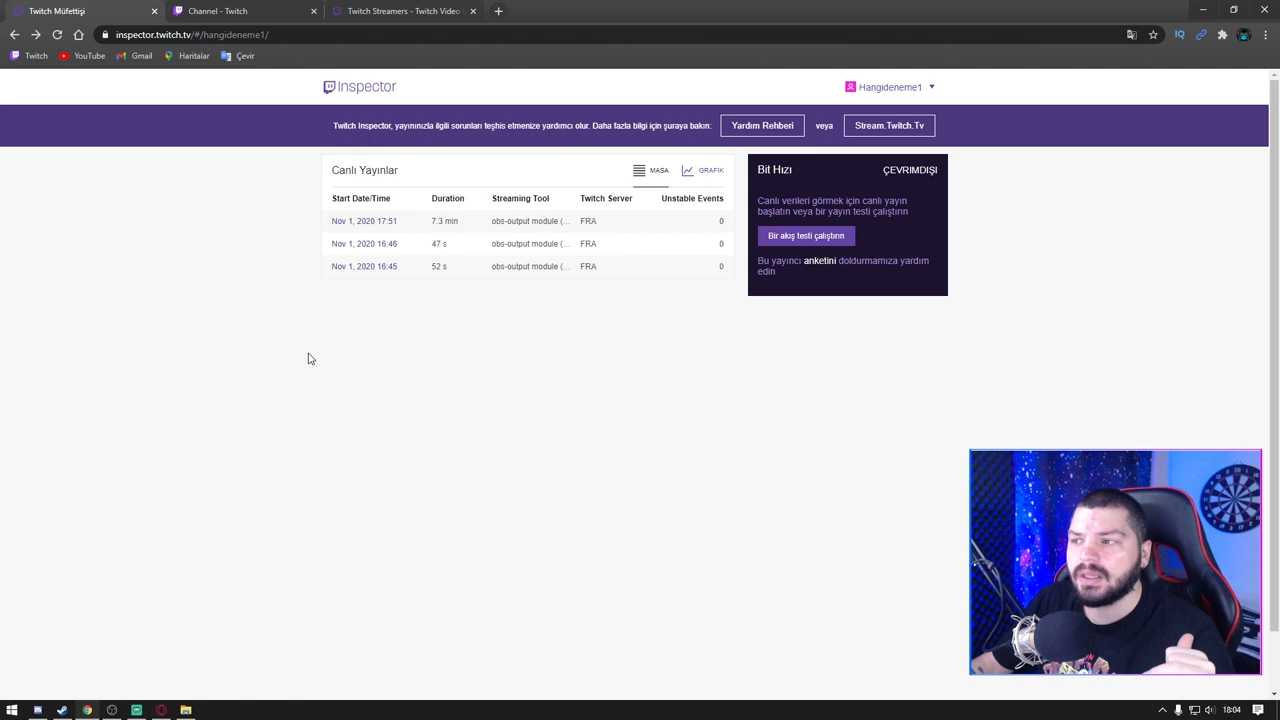 Twitch Müfettişi
Channel - Twitch
Twitch Streamers - Twitch Video
inspector.twitch.tv/#/hangideneme1/
Twitch
YouTube
Gmail
Haritalar
Çevir
Inspector
Hangideneme1
Twitch Inspector, yayınınızla ilgili sorunları teşhis etmenize yardımcı olur. Daha fazla bilgi için şuraya bakın:
Yardım Rehberi
veya
Stream.Twitch.Tv
Canlı Yayınlar
MASA
GRAFIK
Start Date/Time Duration Streaming Tool Twitch Server Unstable Events
Nov 1, 2020 17:51 7.3 min obs-output module (... FRA 0
Nov 1, 2020 16:46 47 s obs-output module (... FRA 0
Nov 1, 2020 16:45 52 s obs-output module (... FRA 0
Bit Hızı
ÇEVRIMDIŞI
Canlı verileri görmek için canlı yayın
başlatın veya bir yayın testi çalıştırın
Bir akış testi çalıştırın
Bu yayıncı anketini doldurmamıza yardım
edin
18:04